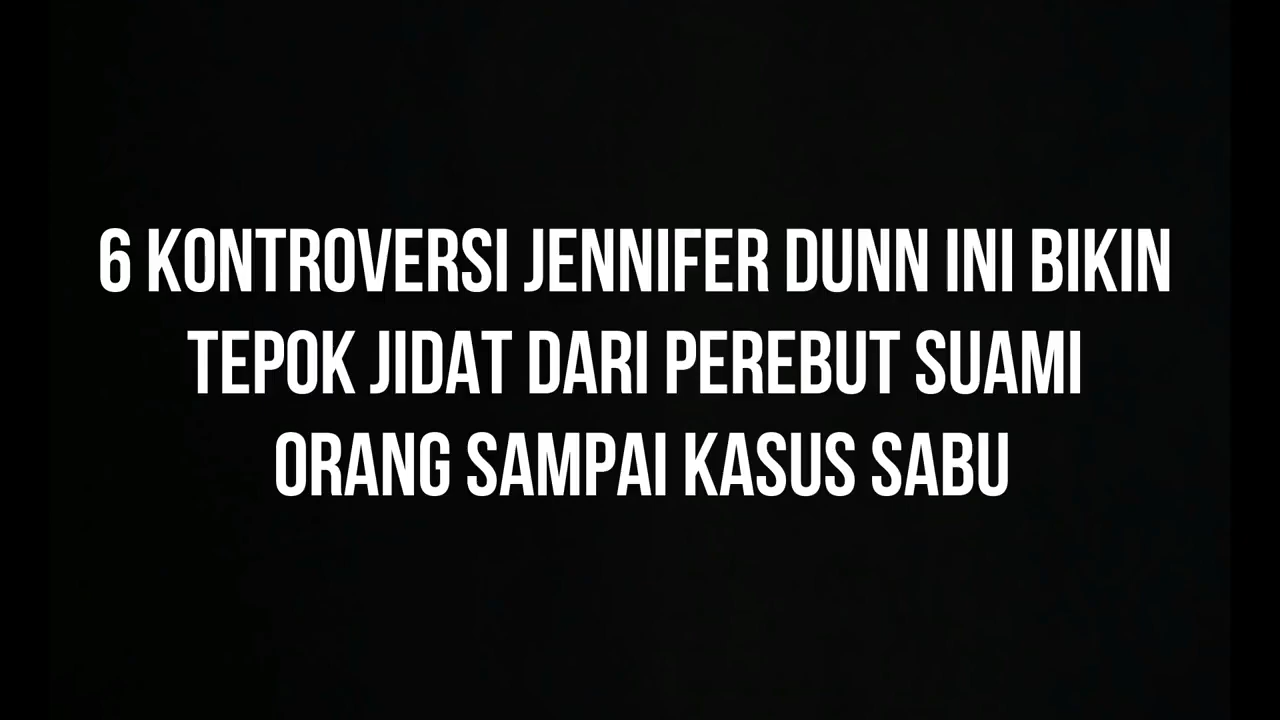 6 KONTROVERSI JENNIFER DUNN INI BIKIN
TEPOK JIDAT DARI PEREBUT SUAMI
ORANG SAMPAI KASUS SABU